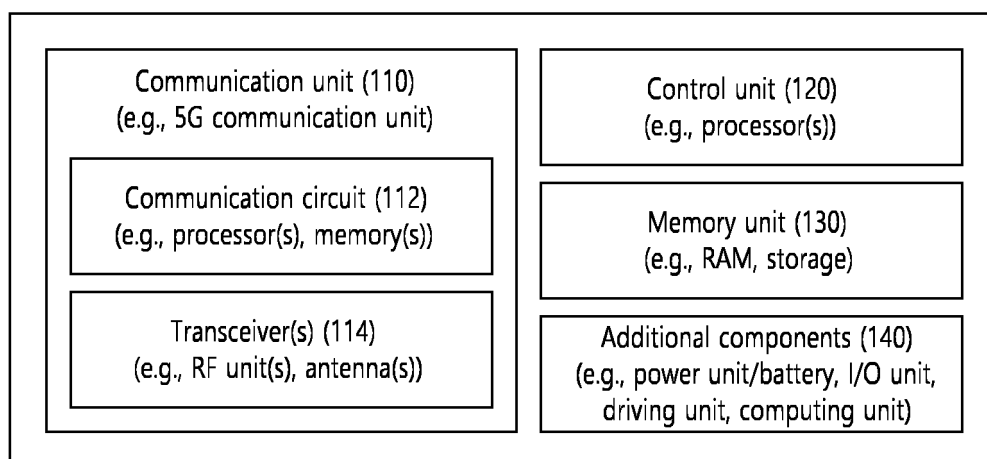 Communication unit (110)
(e.g., 5G communication unit)
Communication circuit (112)
(e.g., processor(s), memory(s))
Transceiver(s) (114)
(e.g., RF unit(s), antenna(s))
Control unit (120)
(e.g., processor(s))
Memory unit (130)
(e.g., RAM, storage)
Additional components (140)
(e.g., power unit/battery, I/O unit,
driving unit, computing unit)